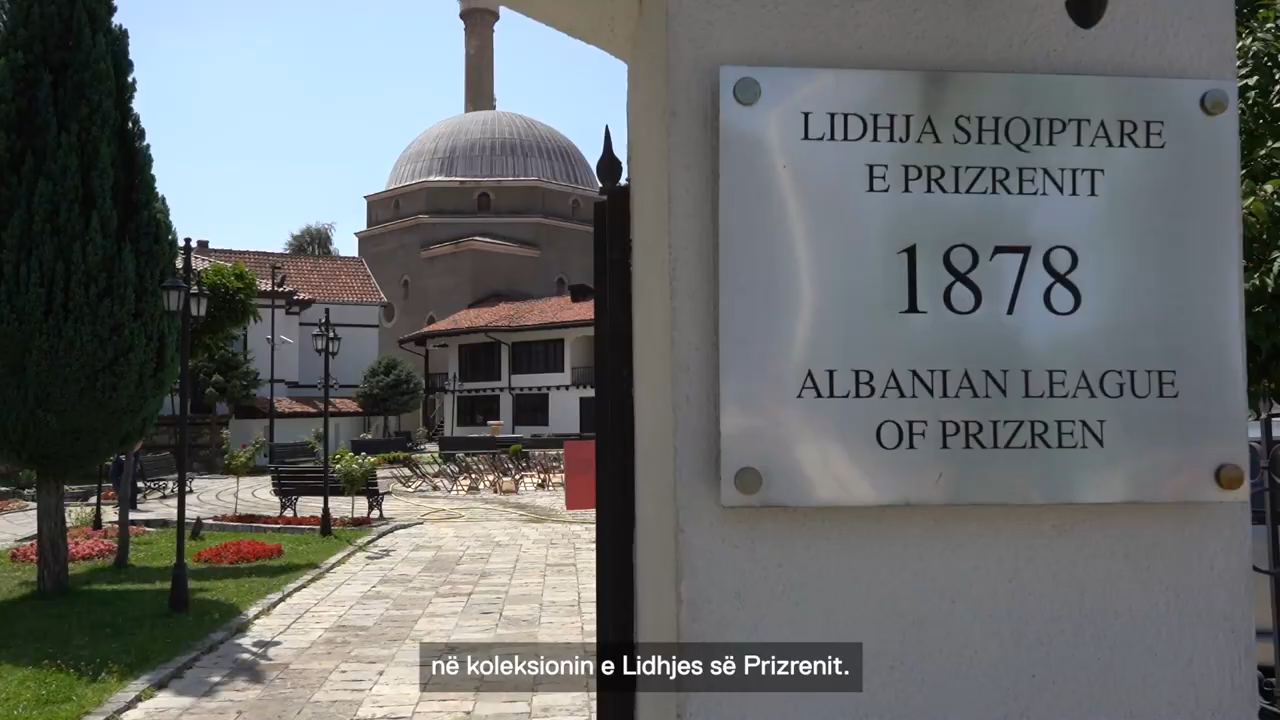 LIDHJA SHQIPTARE
E PRIZRENIT
1878
ALBANIAN LEAGUE
OF PRIZREN
në koleksionin e Lidhjes së Prizrenit.